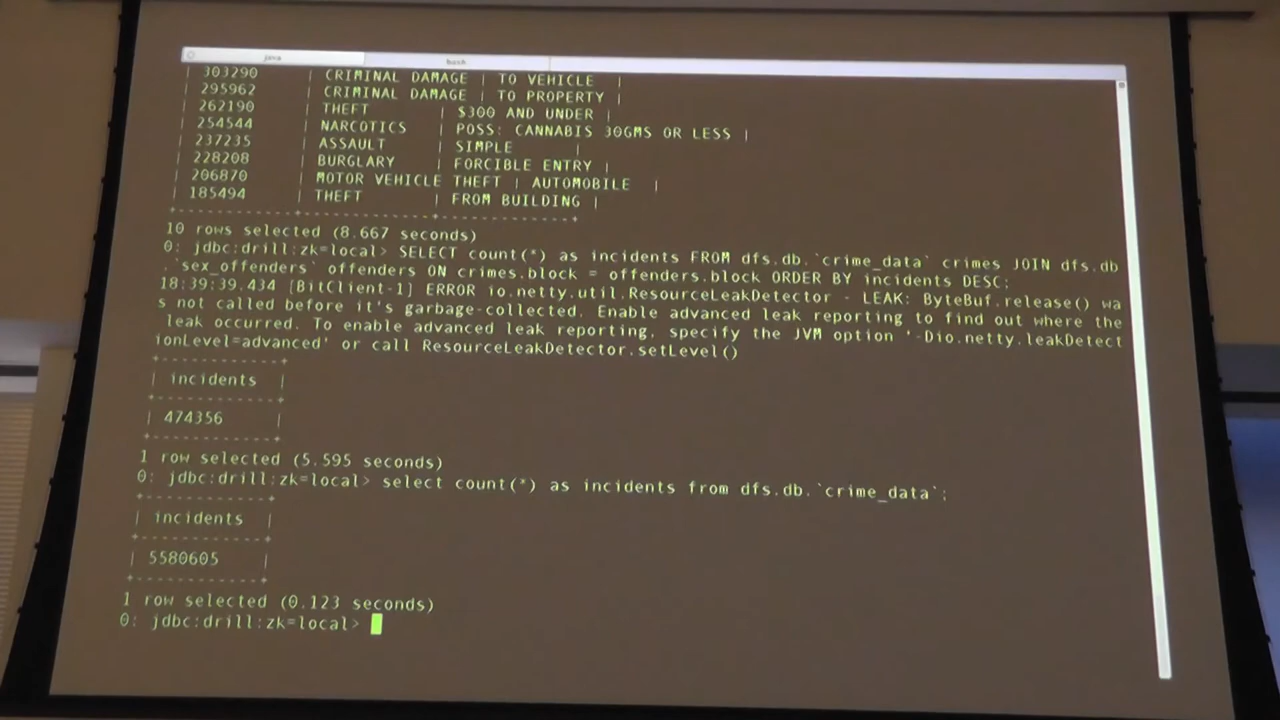 java bash
| 303290 | CRIMINAL DAMAGE | TO VEHICLE |
| 295962 | CRIMINAL DAMAGE | TO PROPERTY |
| 262190 | THEFT | $300 AND UNDER |
| 254544 | NARCOTICS | POSS: CANNABIS 30GMS OR LESS |
| 237235 | ASSAULT | SIMPLE |
| 228208 | BURGLARY | FORCIBLE ENTRY |
| 206870 | MOTOR VEHICLE THEFT | AUTOMOBILE |
| 185494 | THEFT | FROM BUILDING |
+------------+------------+------------+
10 rows selected (8.667 seconds)
0: jdbc:drill:zk=local> SELECT count(*) as incidents FROM dfs.db.`crime_data` crimes JOIN dfs.db
.`sex_offenders` offenders ON crimes.block = offenders.block ORDER BY incidents DESC;
18:39:39.434 [BitClient-1] ERROR io.netty.util.ResourceLeakDetector - LEAK: ByteBuf.release() wa
s not called before it's garbage-collected. Enable advanced leak reporting to find out where the
leak occurred. To enable advanced leak reporting, specify the JVM option '-Dio.netty.leakDetect
ionLevel=advanced' or call ResourceLeakDetector.setLevel()
+------------+
| incidents |
+------------+
| 474356 |
+------------+
1 row selected (5.595 seconds)
0: jdbc:drill:zk=local> select count(*) as incidents from dfs.db.`crime_data`;
+------------+
| incidents |
+------------+
| 5580605 |
+------------+
1 row selected (0.123 seconds)
0: jdbc:drill:zk=local>